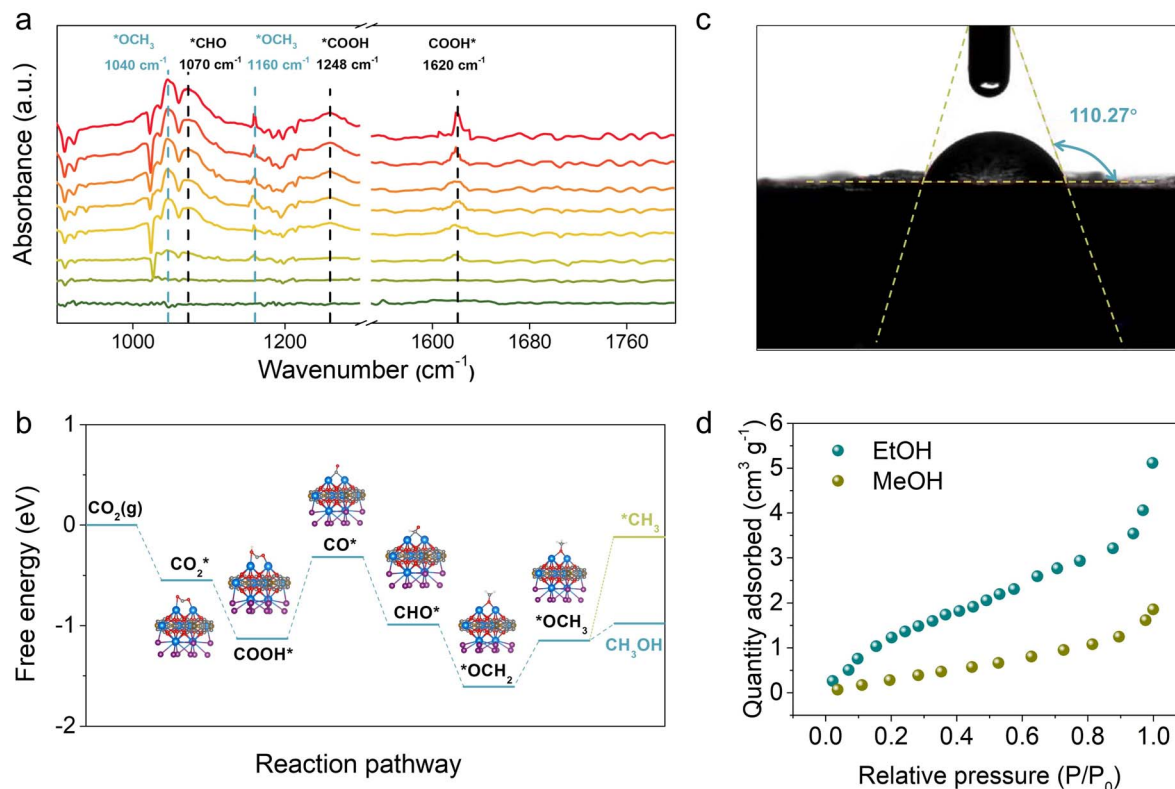 a
*OCH₃ *CHO *OCH₃ *COOH COOH*
1040 cm⁻¹ 1070 cm⁻¹ 1160 cm⁻¹ 1248 cm⁻¹ 1620 cm⁻¹
Absorbance (a.u.)
1000 1200 1600 1680 1760
Wavenumber (cm⁻¹)
c
110.27°
b
1
0
-1
-2
Free energy (eV)
CO₂(g)
CO₂*
COOH*
CO*
CHO*
*OCH₂
*OCH₃
*CH₃
CH₃OH
Reaction pathway
d
6
5
4
3
2
1
0
Quantity adsorbed (cm³ g⁻¹)
EtOH
MeOH
0.0 0.2 0.4 0.6 0.8 1.0
Relative pressure (P/P₀)